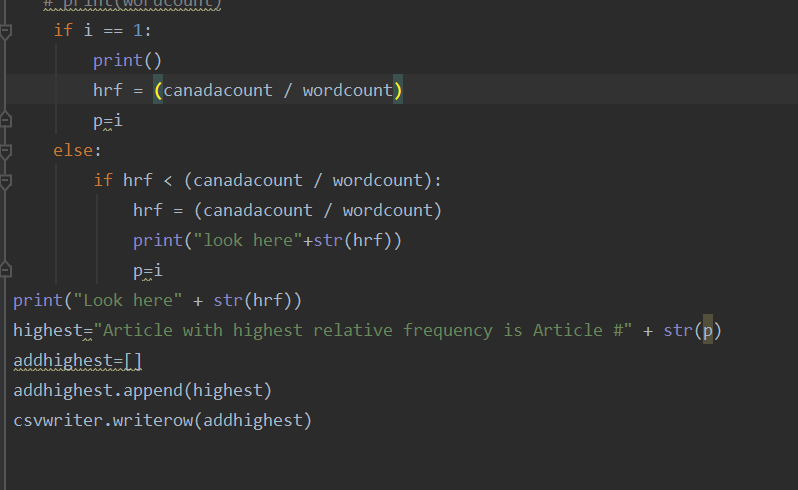 # print(wordcount)
if i == 1:
print()
hrf = (canadacount / wordcount)
p=i
else:
if hrf < (canadacount / wordcount):
hrf = (canadacount / wordcount)
print("look here"+str(hrf))
p=i
print("Look here" + str(hrf))
highest="Article with highest relative frequency is Article #" + str(p)
addhighest=[]
addhighest.append(highest)
csvwriter.writerow(addhighest)